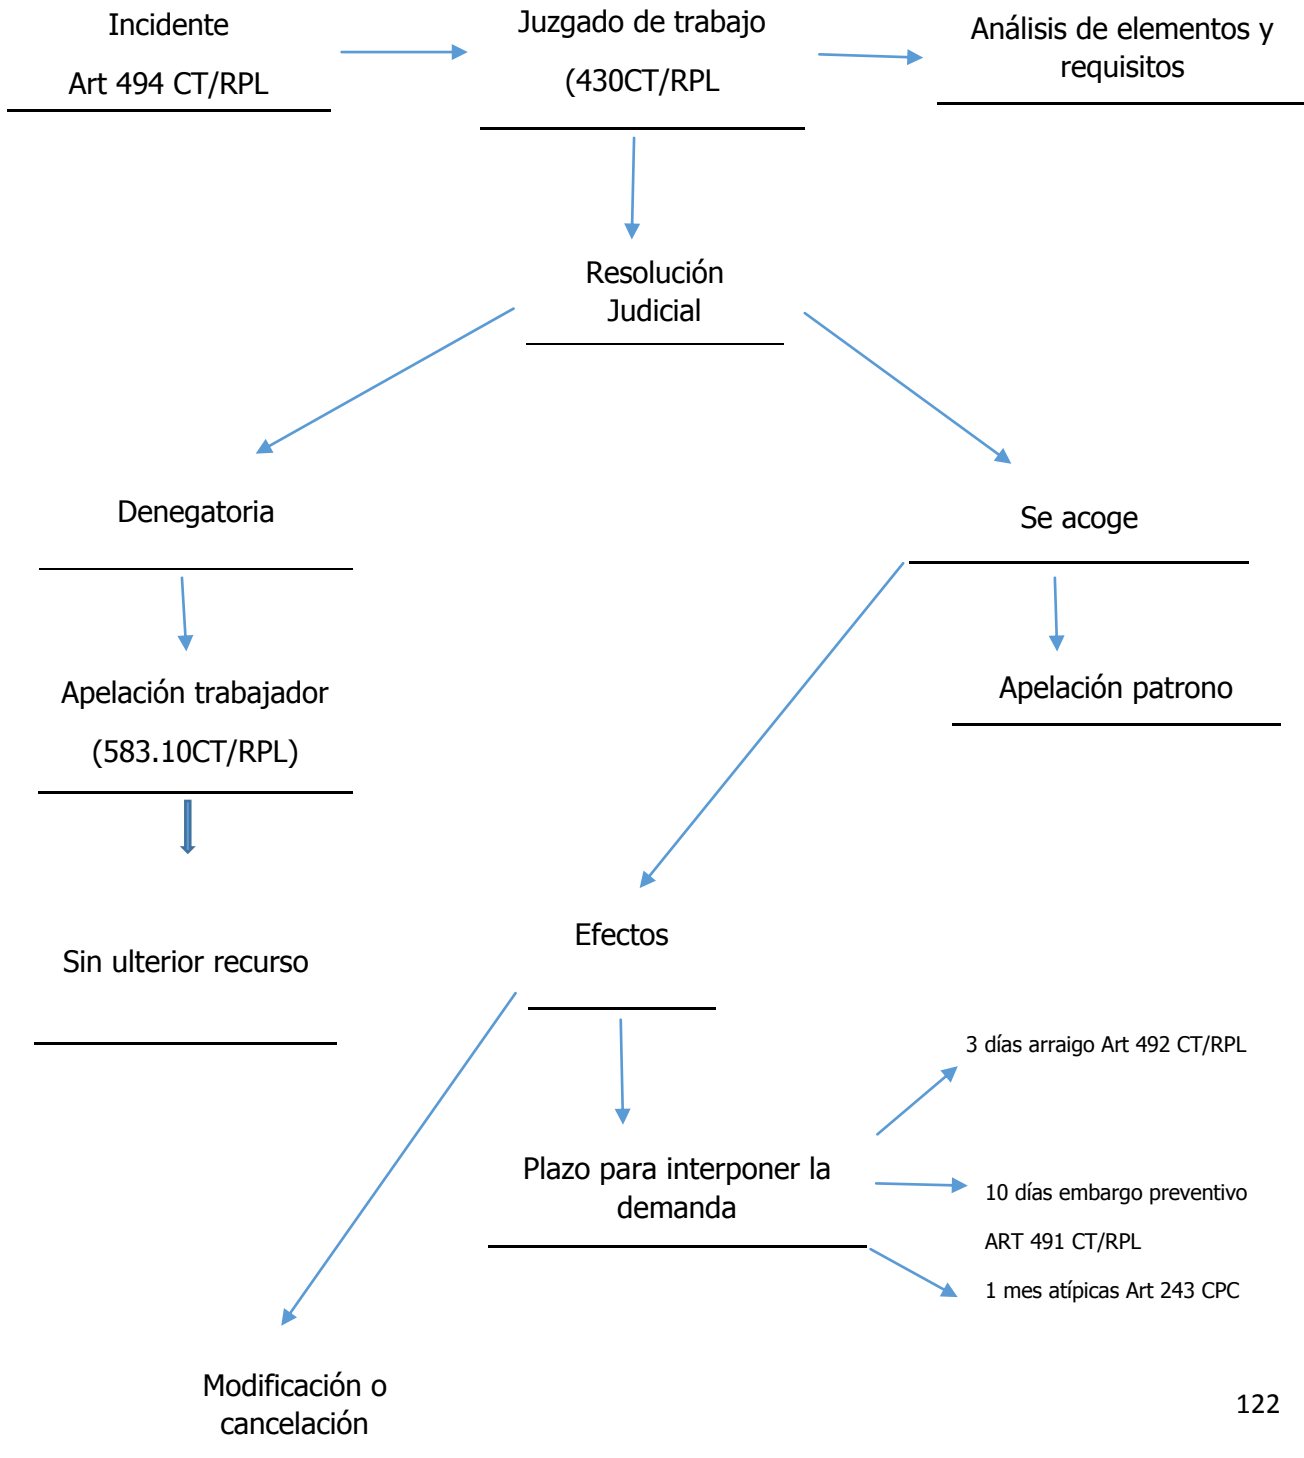 Incidente
Art 494 CT/RPL
Juzgado de trabajo
(430CT/RPL
Análisis de elementos y
requisitos
Resolución
Judicial
Denegatoria
Se acoge
Apelación trabajador
(583.10CT/RPL)
Apelación patrono
Sin ulterior recurso
Efectos
3 días arraigo Art 492 CT/RPL
Plazo para interponer la
demanda
10 días embargo preventivo
ART 491 CT/RPL
1 mes atípicas Art 243 CPC
Modificación o
cancelación
122